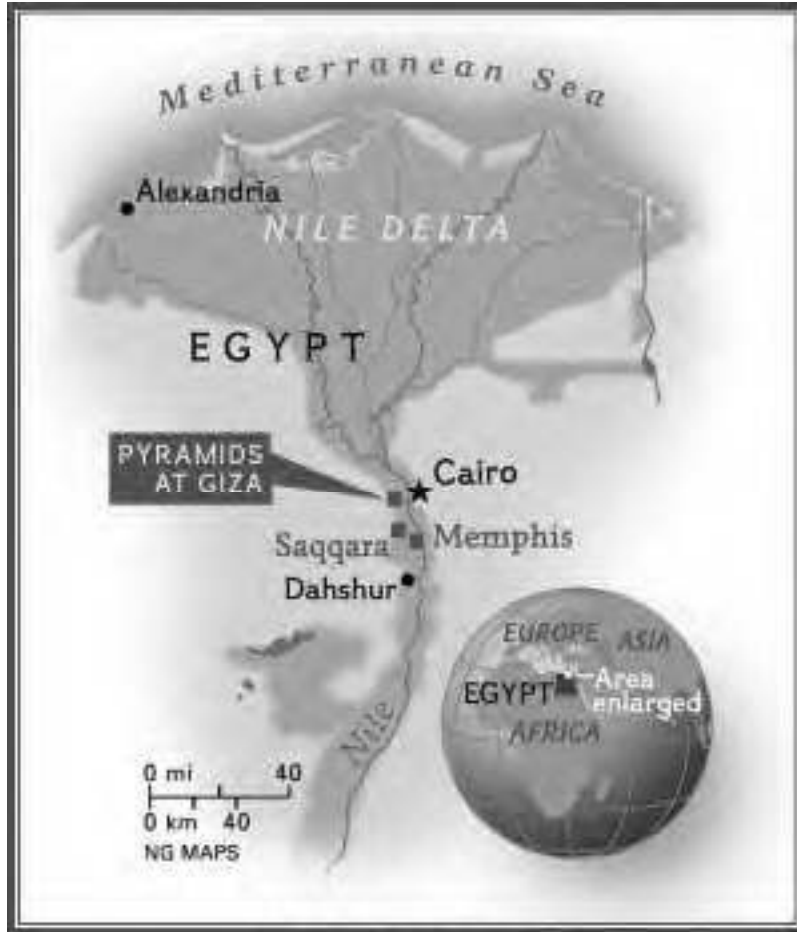 Mediterranean Sea
Alexandria
NILE DELTA
EGYPT
PYRAMIDS
AT GIZA
Cairo
Saqqara
Memphis
Dahshur
EUROPE
ASIA
EGYPT
Area
enlarged
AFRICA
Nile
0 mi 40
0 km 40
NG MAPS